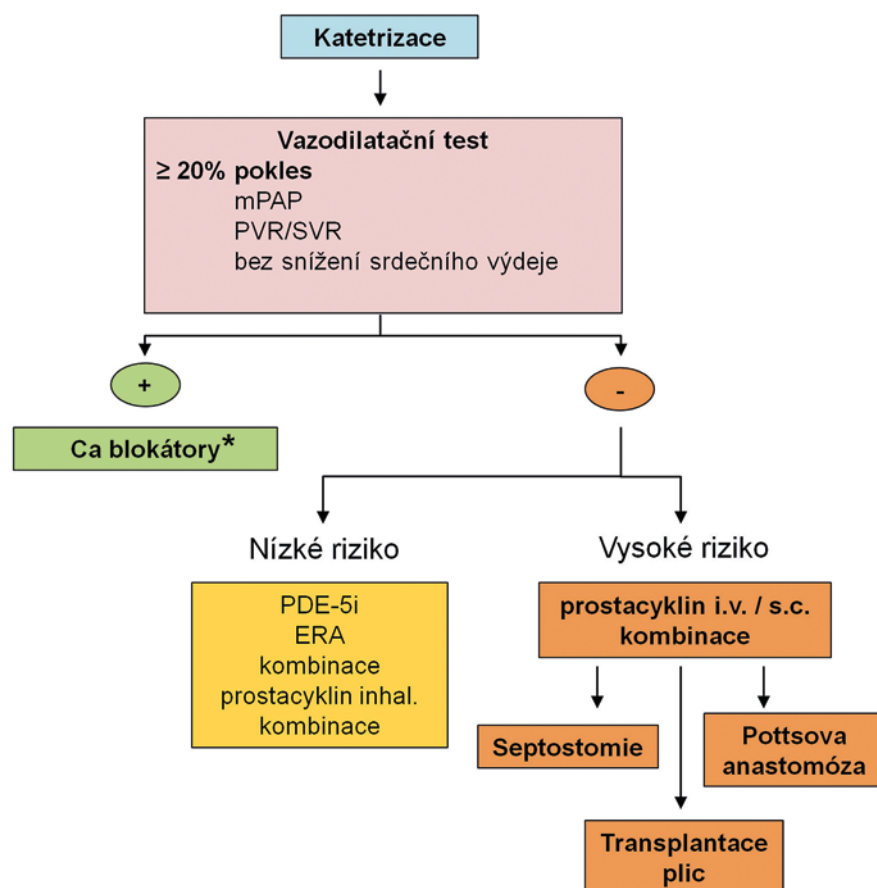 Katetrizace
Vazodilatační test
≥ 20% pokles
mPAP
PVR/SVR
bez snížení srdečního výdeje
+
-
Ca blokátory*
Nízké riziko
Vysoké riziko
PDE-5i
ERA
kombinace
prostacyklin inhal.
kombinace
prostacyklin i.v. / s.c.
kombinace
Septostomie
Pottsova
anastomóza
Transplantace
plic